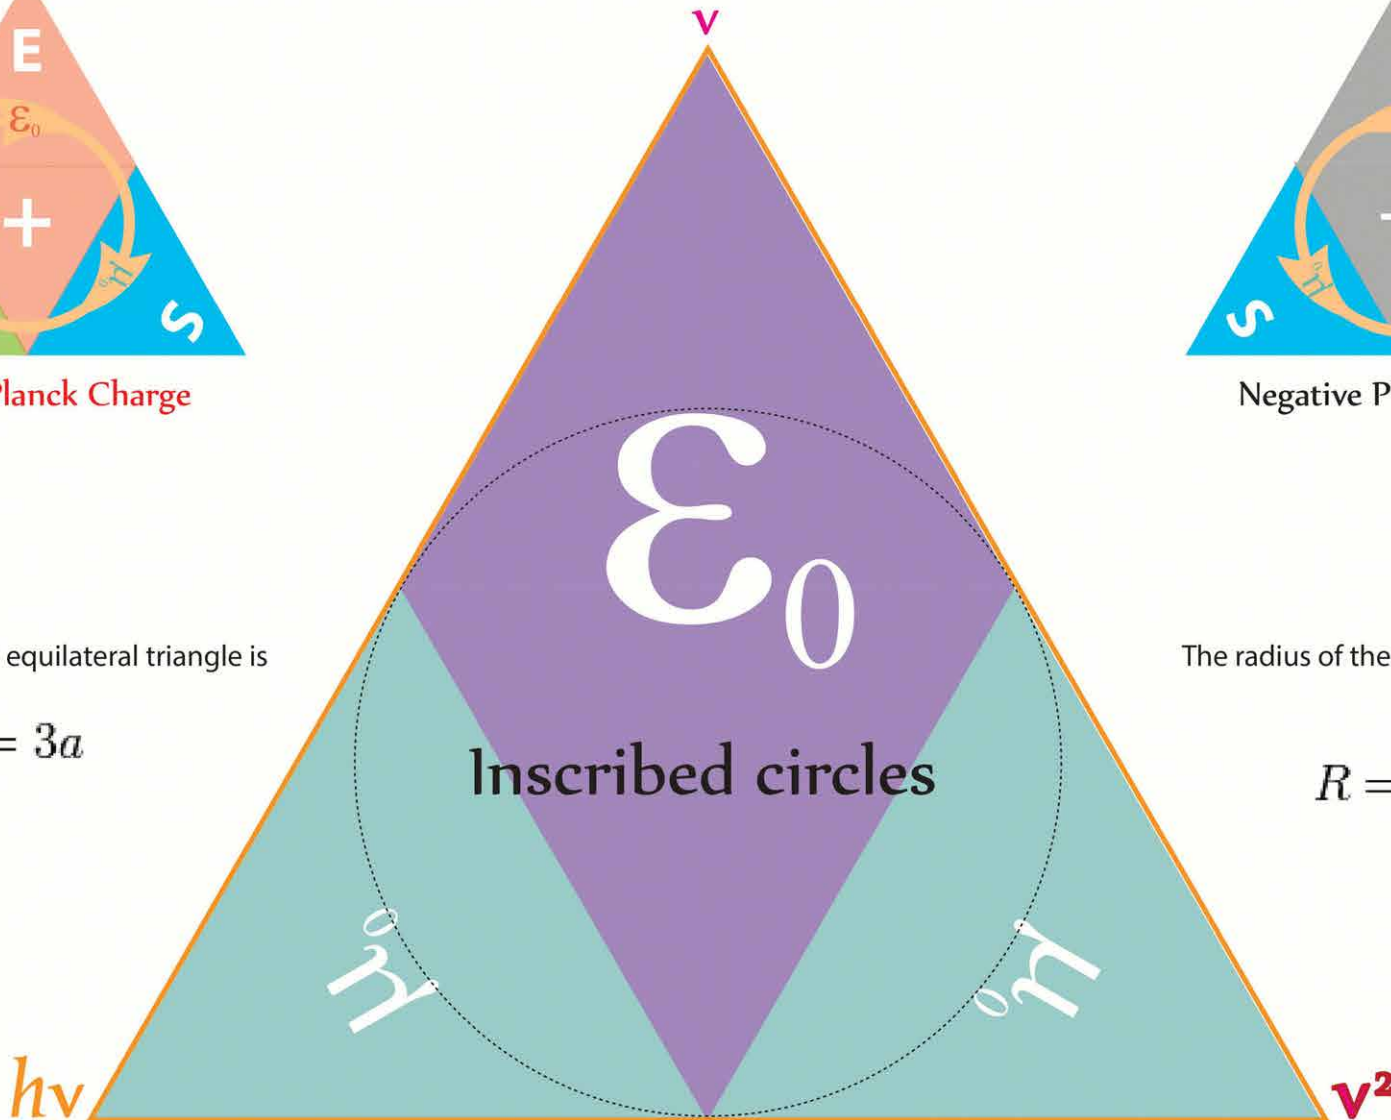 v
E
ε₀
+
μ₀
S
S
μ₀
Charge
Negative
ε₀
equilateral triangle is
The radius of the
= 3a
Inscribed circles
R =
μ₀
μ₀
hv
v²